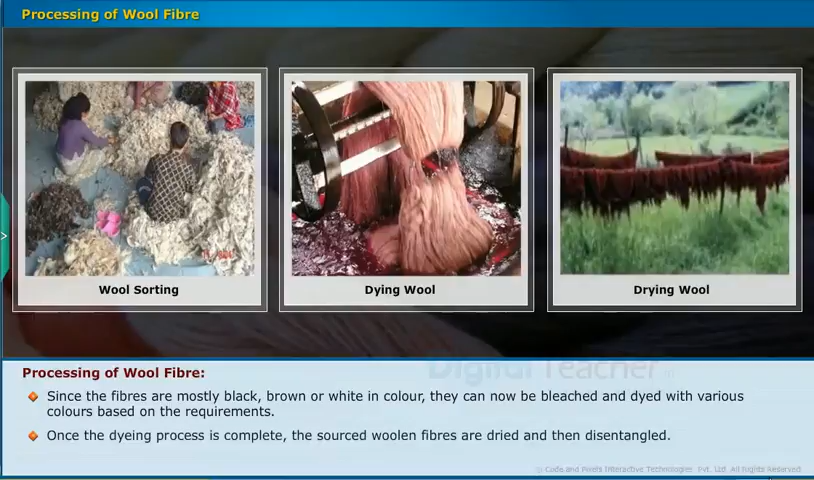 Processing of Wool Fibre
Wool Sorting
Dying Wool
Drying Wool
Digital Teacher
Processing of Wool Fibre:
Since the fibres are mostly black, brown or white in colour, they can now be bleached and dyed with various
colours based on the requirements.
Once the dyeing process is complete, the sourced woolen fibres are dried and then disentangled.
© Code and Pixels Interactive Technologies Pvt. Ltd. All Rights Reserved